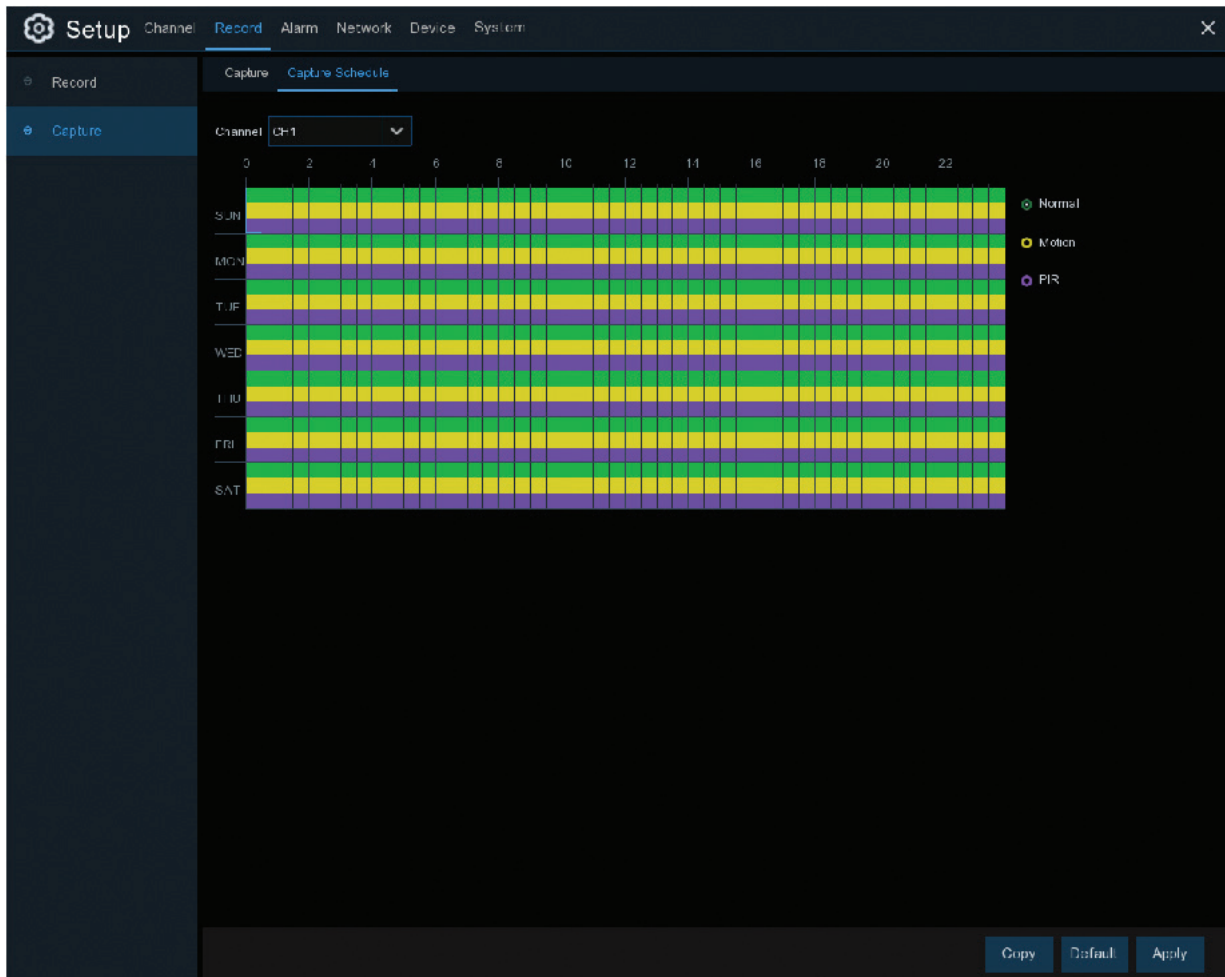 Setup Channel Record Alarm Network Device System
Record
Capture Capture Schedule
Capture
Channel CH1
0 2 4 6 8 10 12 14 16 18 20 22
SUN
Normal
MON
Motion
TUE
PIR
WED
THU
FRI
SAT
Copy Default Apply